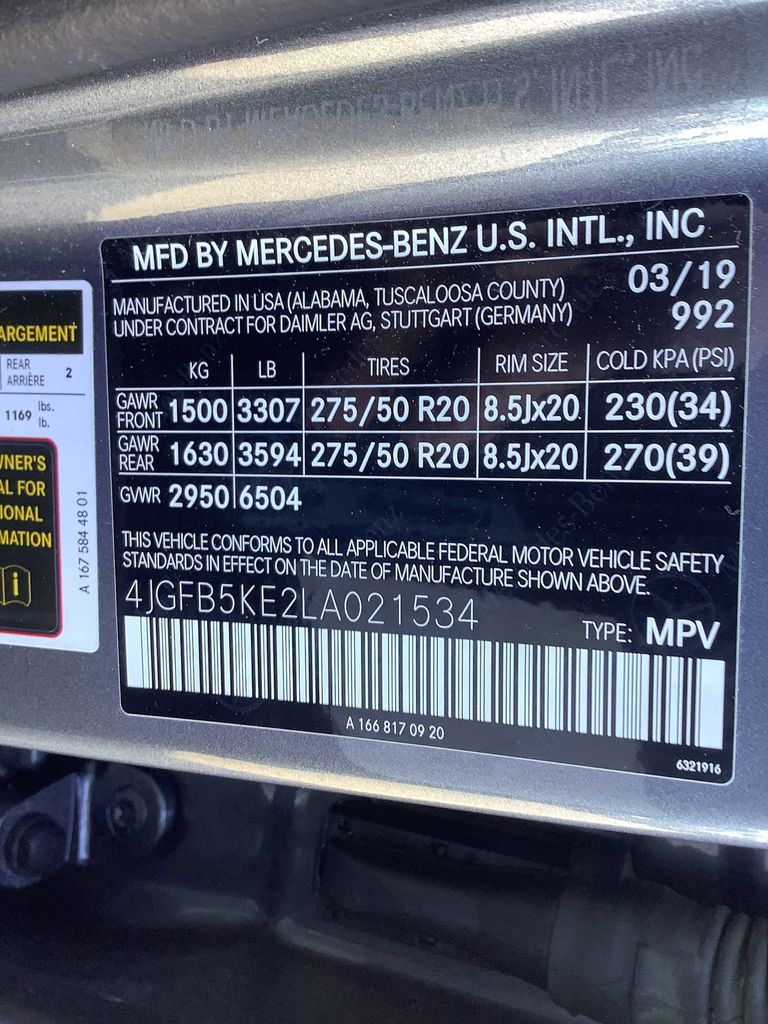 MFD BY MERCEDES-BENZ U.S. INTL., INC
MANUFACTURED IN USA (ALABAMA, TUSCALOOSA COUNTY) 03/19
UNDER CONTRACT FOR DAIMLER AG, STUTTGART (GERMANY) 992
KG LB TIRES RIM SIZE COLD KPA (PSI)
GAWR FRONT 1500 3307 275/50 R20 8.5Jx20 230(34)
GAWR REAR 1630 3594 275/50 R20 8.5Jx20 270(39)
GVWR 2950 6504
THIS VEHICLE CONFORMS TO ALL APPLICABLE FEDERAL MOTOR VEHICLE SAFETY
STANDARDS IN EFFECT ON THE DATE OF MANUFACTURE SHOWN ABOVE.
4JGFB5KE2LA021534
TYPE: MPV
A 166 817 09 20
6321916
ARGEMENT
REAR
ARRIÈRE 2
1169 lbs.
lb.
WNER'S
AL FOR
IONAL
MATION
i
A 167 584 48 01